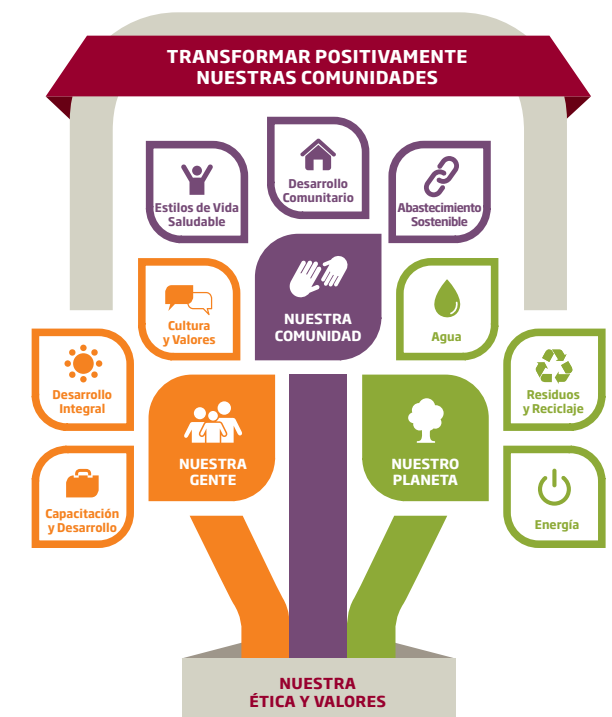 TRANSFORMAR POSITIVAMENTE
NUESTRAS COMUNIDADES
Desarrollo
Comunitario
Estilos de Vida
Saludable
Abastecimiento
Sostenible
NUESTRA
COMUNIDAD
Cultura
y Valores
Agua
Desarrollo
Integral
Residuos
y Reciclaje
NUESTRA
GENTE
NUESTRO
PLANETA
Capacitación
y Desarrollo
Energía
NUESTRA
ÉTICA Y VALORES